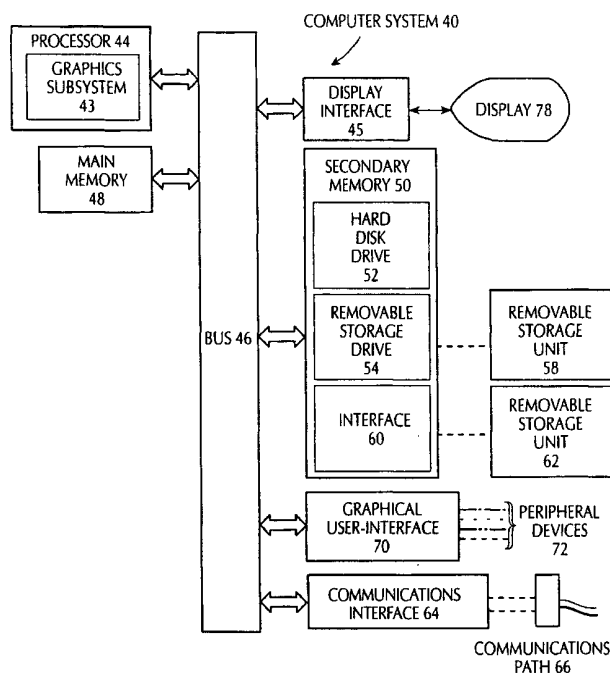 COMPUTER SYSTEM 40
PROCESSOR 44
GRAPHICS
SUBSYSTEM
43
MAIN
MEMORY
48
BUS 46
DISPLAY
INTERFACE
45
DISPLAY 78
SECONDARY
MEMORY 50
HARD
DISK
DRIVE
52
REMOVABLE
STORAGE
DRIVE
54
INTERFACE
60
REMOVABLE
STORAGE
UNIT
58
REMOVABLE
STORAGE
UNIT
62
GRAPHICAL
USER-INTERFACE
70
PERIPHERAL
DEVICES
72
COMMUNICATIONS
INTERFACE 64
COMMUNICATIONS
PATH 66